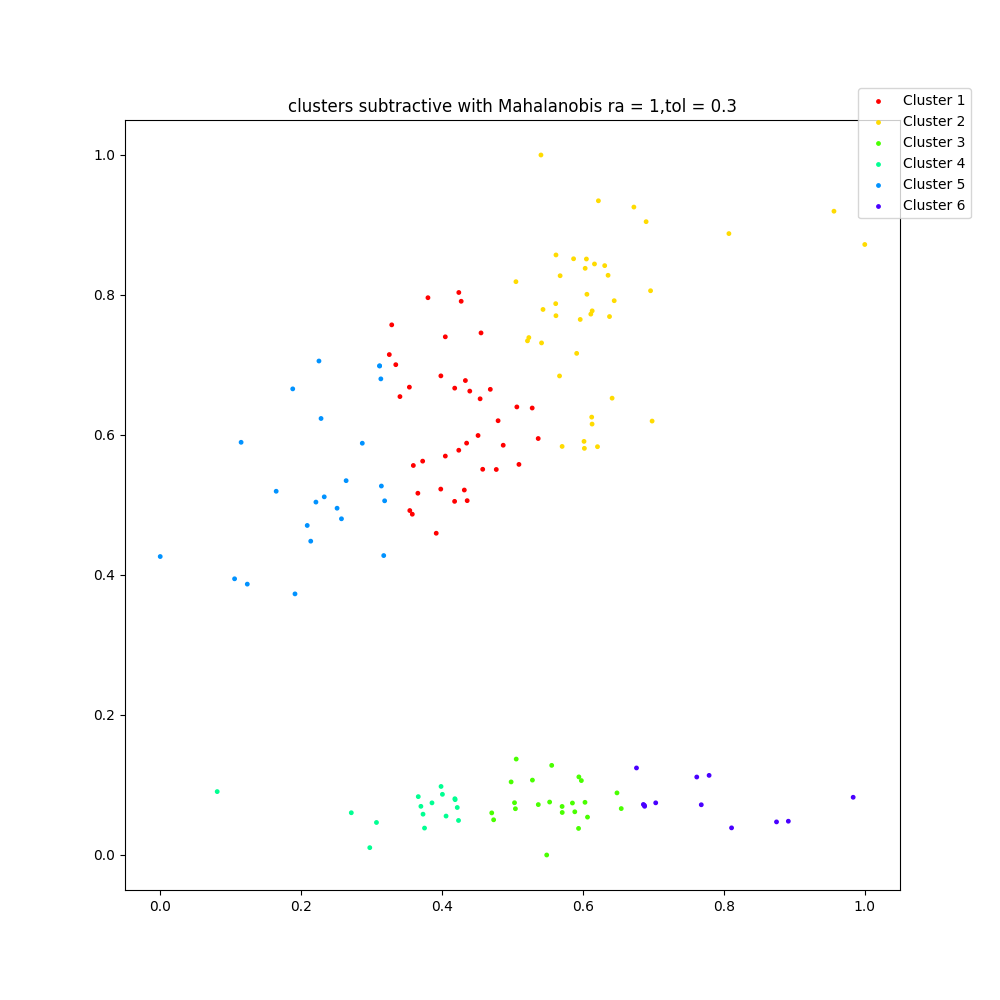 clusters subtractive with Mahalanobis ra = 1,tol = 0.3
Cluster 1
Cluster 2
Cluster 3
Cluster 4
Cluster 5
Cluster 6
1.0
0.8
0.6
0.4
0.2
0.0
0.0 0.2 0.4 0.6 0.8 1.0